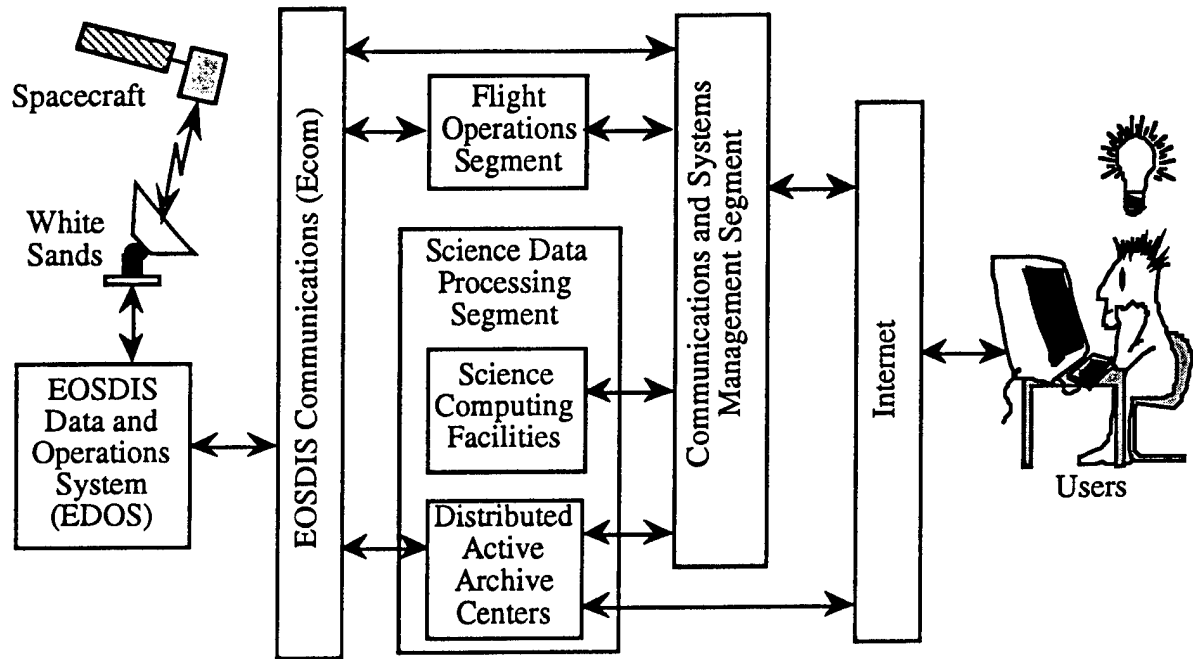 Spacecraft
White
Sands
EOSDIS
Data and
Operations
System
(EDOS)
EOSDIS Communications (Ecom)
Flight
Operations
Segment
Science Data
Processing
Segment
Science
Computing
Facilities
Distributed
Active
Archive
Centers
Communications and Systems
Management Segment
Internet
Users